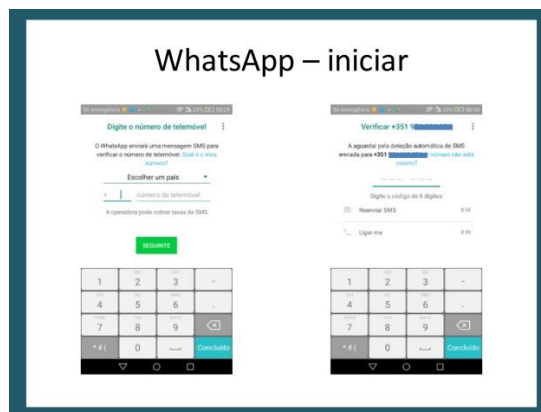 WhatsApp – iniciar
Digite o número de telemóvel
O WhatsApp enviará uma mensagem SMS para
verificar o número de telemóvel. Qual é o meu
número?
Escolher um país
+ número de telemóvel
A operadora pode cobrar taxas de SMS
SEGUINTE
1 2 3 -
4 5 6 .
7 8 9
* # ( 0 Concluído
Verificar +351 9
A aguardar pela deteção automática de SMS
enviada para +351 número não está
correto?
Digite o código de 6 dígitos
Reenviar SMS
Ligar-me
1 2 3 -
4 5 6 .
7 8 9
* # ( 0 Concluído